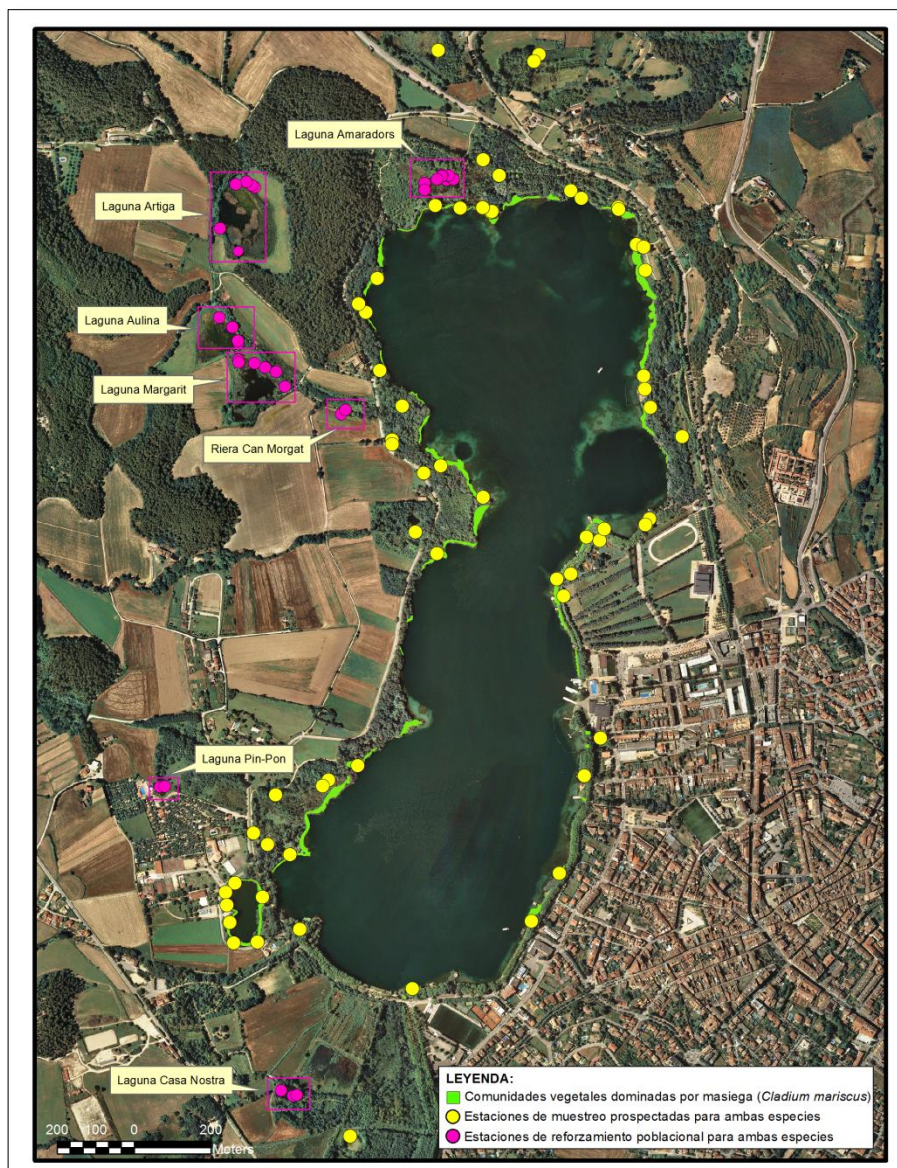 Laguna Amaradors
Laguna Artiga
Laguna Aulina
Laguna Margarit
Riera Can Morgat
Laguna Pin-Pon
Laguna Casa Nostra
LEYENDA:
Comunidades vegetales dominadas por masiega (Cladium mariscus)
Estaciones de muestreo prospectadas para ambas especies
Estaciones de reforzamiento poblacional para ambas especies
200 100 0 200
Meters